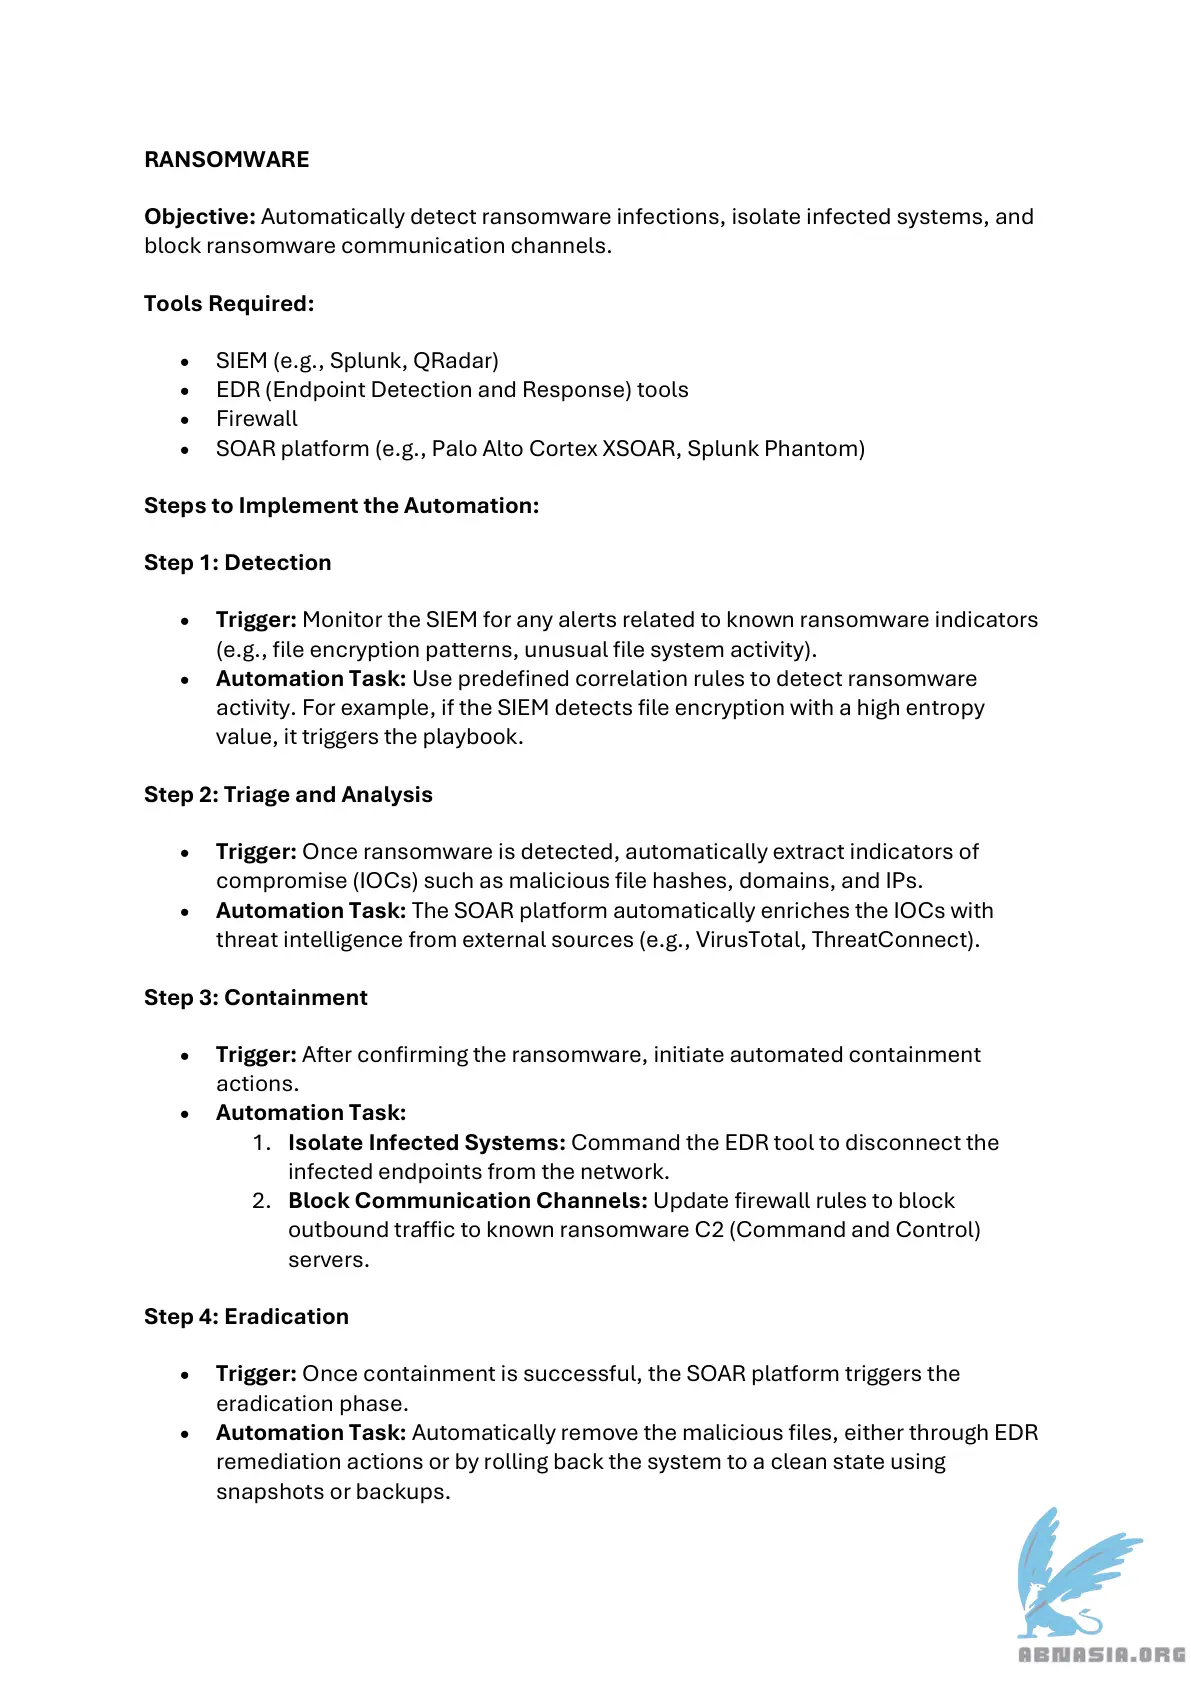 RANSOMWARE
Objective: Automatically detect ransomware infections, isolate infected systems, and
block ransomware communication channels.
Tools Required:
• SIEM (e.g., Splunk, QRadar)
• EDR (Endpoint Detection and Response) tools
• Firewall
• SOAR platform (e.g., Palo Alto Cortex XSOAR, Splunk Phantom)
Steps to Implement the Automation:
Step 1: Detection
• Trigger: Monitor the SIEM for any alerts related to known ransomware indicators
(e.g., file encryption patterns, unusual file system activity).
• Automation Task: Use predefined correlation rules to detect ransomware
activity. For example, if the SIEM detects file encryption with a high entropy
value, it triggers the playbook.
Step 2: Triage and Analysis
• Trigger: Once ransomware is detected, automatically extract indicators of
compromise (IOCs) such as malicious file hashes, domains, and IPs.
• Automation Task: The SOAR platform automatically enriches the IOCs with
threat intelligence from external sources (e.g., VirusTotal, ThreatConnect).
Step 3: Containment
• Trigger: After confirming the ransomware, initiate automated containment
actions.
• Automation Task:
1. Isolate Infected Systems: Command the EDR tool to disconnect the
infected endpoints from the network.
2. Block Communication Channels: Update firewall rules to block
outbound traffic to known ransomware C2 (Command and Control)
servers.
Step 4: Eradication
• Trigger: Once containment is successful, the SOAR platform triggers the
eradication phase.
• Automation Task: Automatically remove the malicious files, either through EDR
remediation actions or by rolling back the system to a clean state using
snapshots or backups.
ABNASIA.ORG